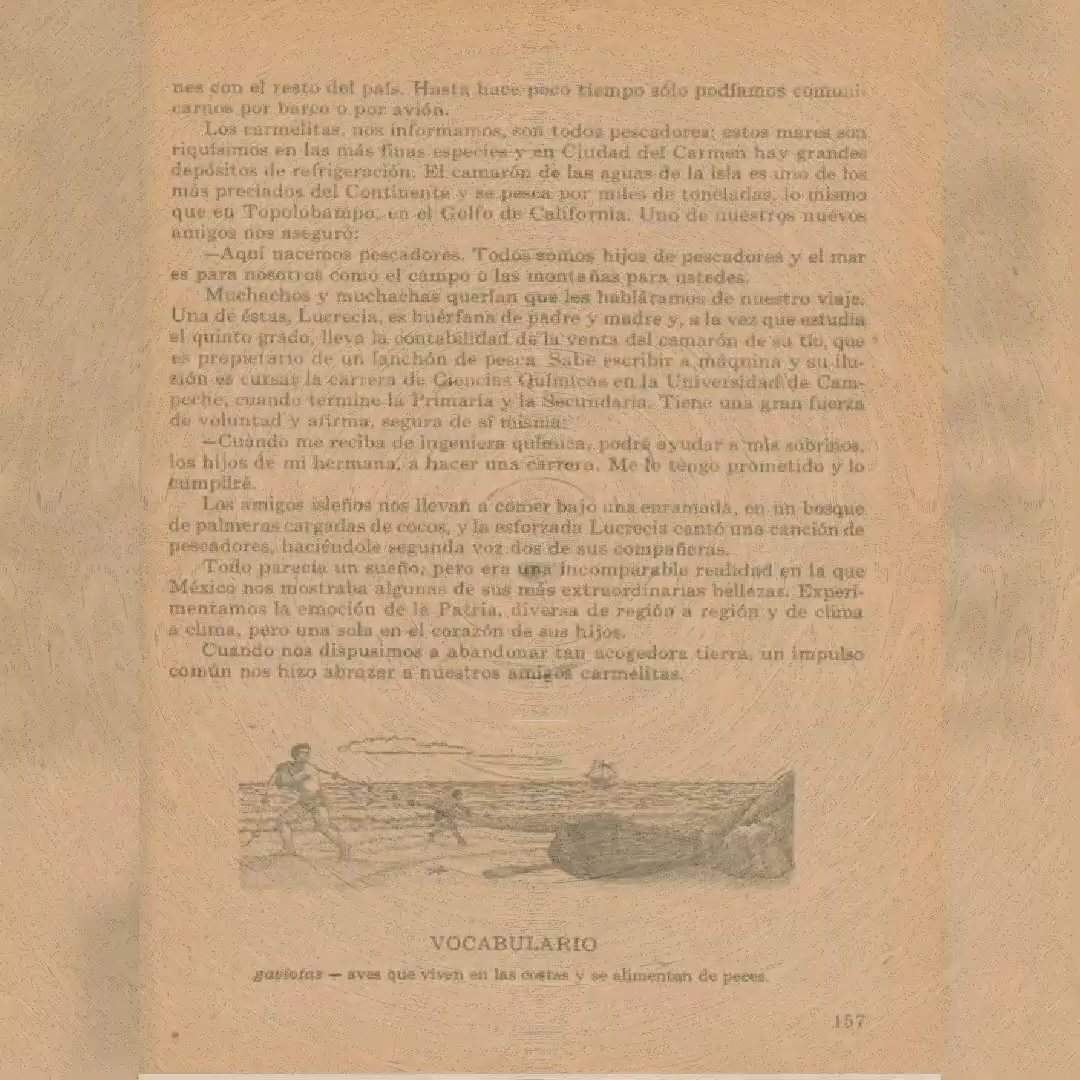 nes con el resto del país. Hasta hace poco tiempo sólo podíamos comuni-
carnos por barco o por avión.
Los carmelitas, nos informamos, son todos pescadores; estos mares son
riquísimos en las más finas especies y en Ciudad del Carmen hay grandes
depósitos de refrigeración. El camarón de las aguas de la isla es uno de los
más preciados del Continente y se pesca por miles de toneladas, lo mismo
que en Topolobampo, en el Golfo de California. Uno de nuestros nuevos
amigos nos aseguró:
—Aquí nacemos pescadores. Todos somos hijos de pescadores y el mar
es para nosotros como el campo o las montañas para ustedes.
Muchachos y muchachas querían que les habláramos de nuestro viaje.
Una de éstas, Lucrecia, es huérfana de padre y madre y, a la vez que estudia
el quinto grado, lleva la contabilidad de la venta del camarón de su tío, que
es propietario de un lanchón de pesca. Sabe escribir a máquina y su ilu-
sión es cursar la carrera de Ciencias Químicas en la Universidad de Cam-
peche, cuando termine la Primaria y la Secundaria. Tiene una gran fuerza
de voluntad y afirma, segura de sí misma:
—Cuando me reciba de ingeniera química, podré ayudar a mis sobrinos,
los hijos de mi hermana, a hacer una carrera. Me lo tengo prometido y lo
cumpliré.
Los amigos isleños nos llevan a comer bajo una enramada, en un bosque
de palmeras cargadas de cocos, y la esforzada Lucrecia cantó una canción de
pescadores, haciéndole segunda voz dos de sus compañeras.
Todo parecía un sueño, pero era una incomparable realidad en la que
México nos mostraba algunas de sus más extraordinarias bellezas. Experi-
mentamos la emoción de la Patria, diversa de región a región y de clima
a clima, pero una sola en el corazón de sus hijos.
Cuando nos dispusimos a abandonar tan acogedora tierra, un impulso
común nos hizo abrazar a nuestros amigos carmelitas.
VOCABULARIO
gaviotas — aves que viven en las costas y se alimentan de peces.
157